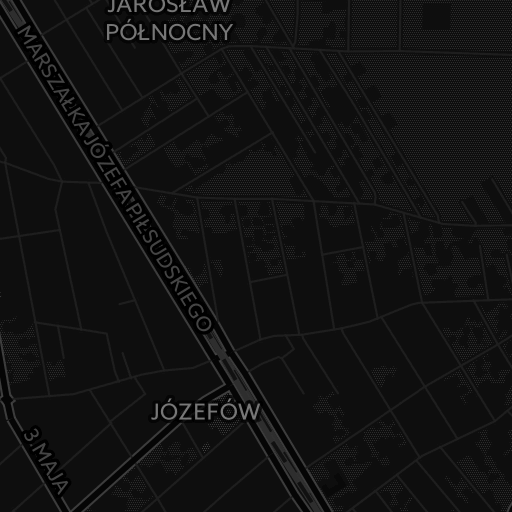 JAROSŁAW
PÓŁNOCNY
MARSZAŁKA JÓZEFA PIŁSUDSKIEGO
JÓZEFÓW
3 MAJA